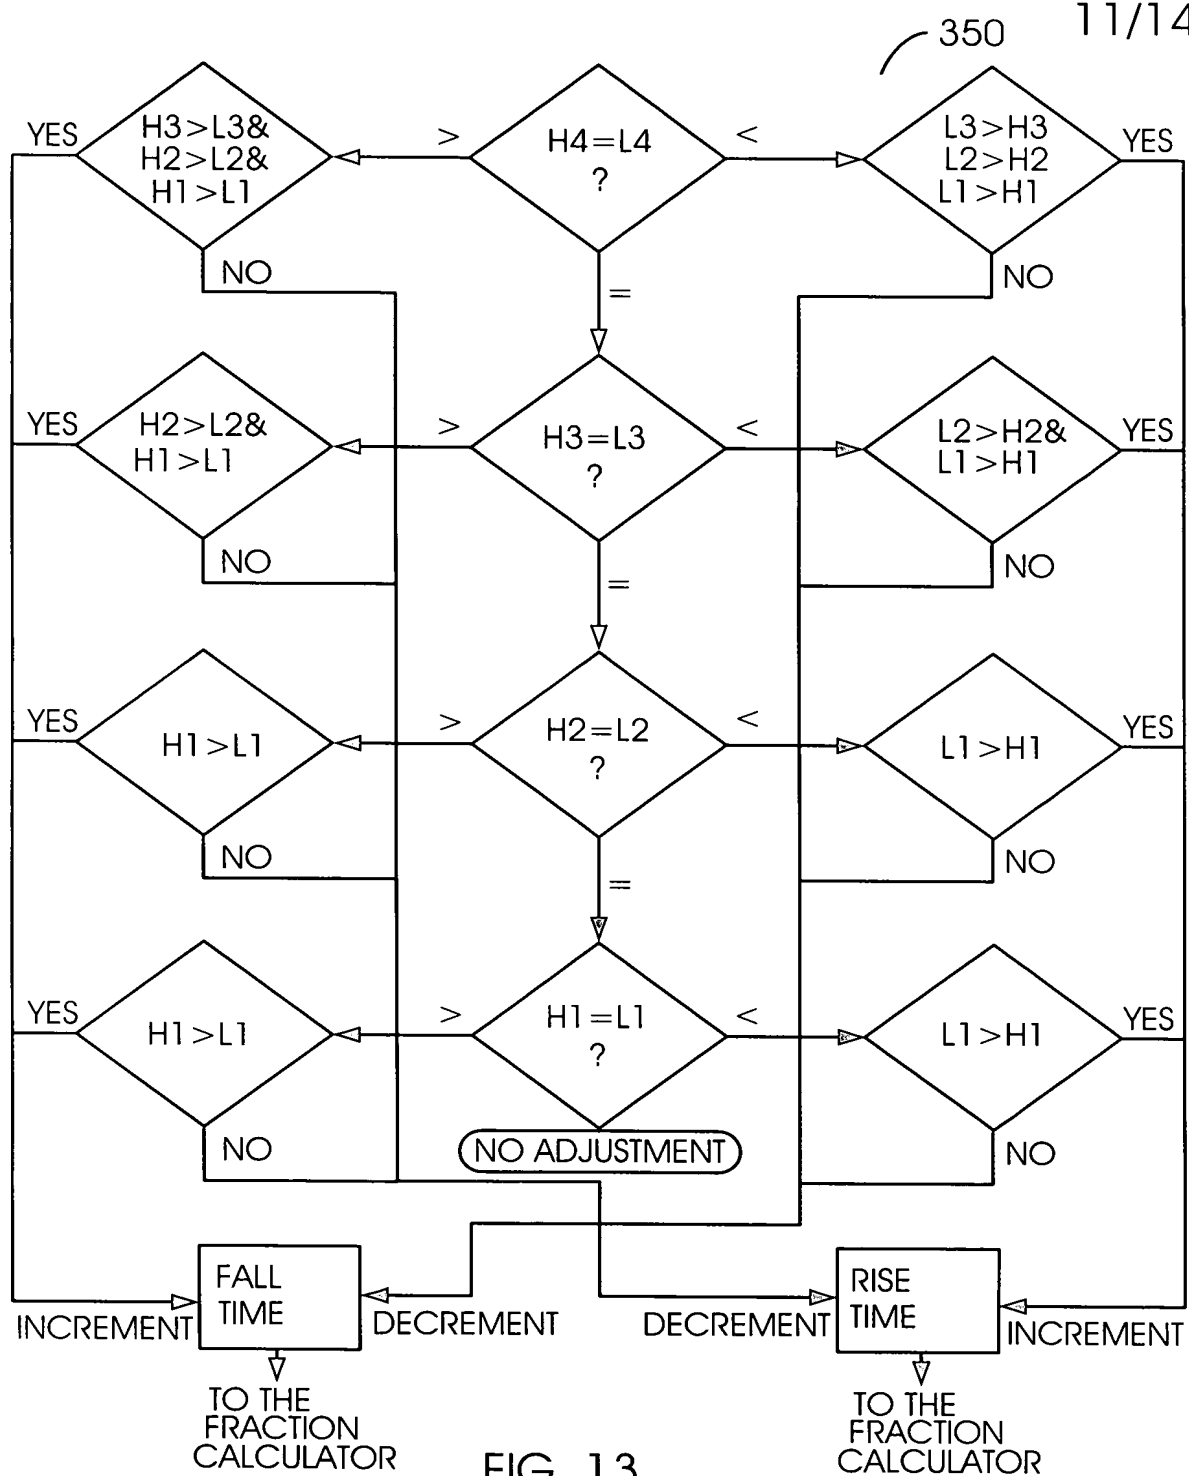 11/14
350
H3>L3&
H2>L2&
H1>L1
H4=L4
?
L3>H3
L2>H2
L1>H1
YES
>
<
YES
NO
=
NO
H2>L2&
H1>L1
H3=L3
?
L2>H2&
L1>H1
YES
>
<
YES
NO
=
NO
H1>L1
H2=L2
?
L1>H1
YES
>
<
YES
NO
=
NO
H1>L1
H1=L1
?
L1>H1
YES
>
<
YES
NO
NO ADJUSTMENT
NO
FALL
TIME
RISE
TIME
INCREMENT
DECREMENT
DECREMENT
INCREMENT
TO THE
FRACTION
CALCULATOR
TO THE
FRACTION
CALCULATOR
FIG. 13